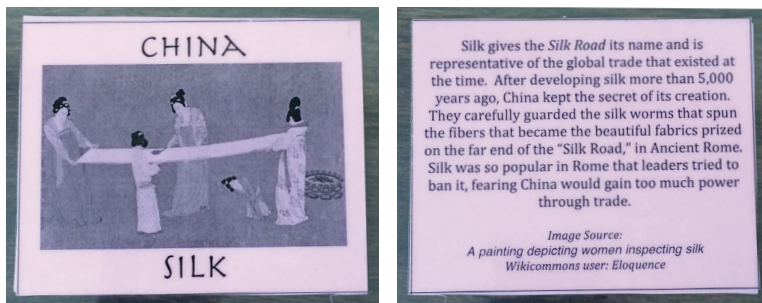 CHINA
SILK
Silk gives the Silk Road its name and is
representative of the global trade that existed at
the time. After developing silk more than 5,000
years ago, China kept the secret of its creation.
They carefully guarded the silk worms that spun
the fibers that became the beautiful fabrics prized
on the far end of the “Silk Road,” in Ancient Rome.
Silk was so popular in Rome that leaders tried to
ban it, fearing China would gain too much power
through trade.
Image Source:
A painting depicting women inspecting silk
Wikicommons user: Eloquence